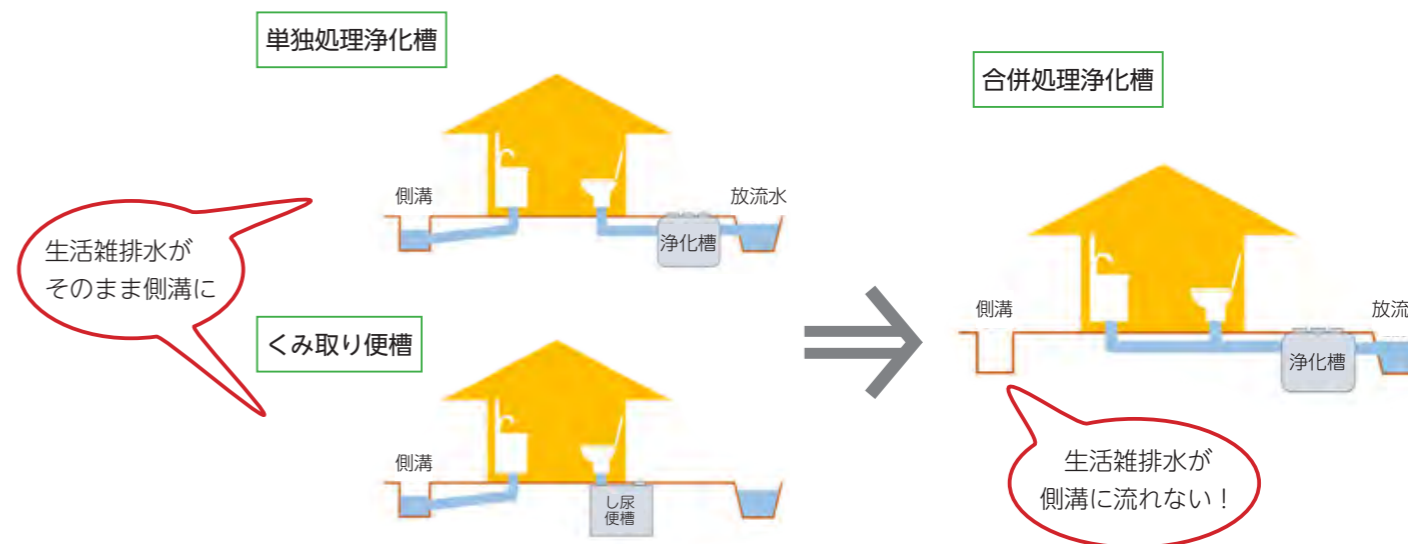 単独処理浄化槽
側溝
放流水
浄化槽
生活雑排水が
そのまま側溝に
くみ取り便槽
側溝
し尿
便槽
合併処理浄化槽
側溝
放流
浄化槽
生活雑排水が
側溝に流れない！